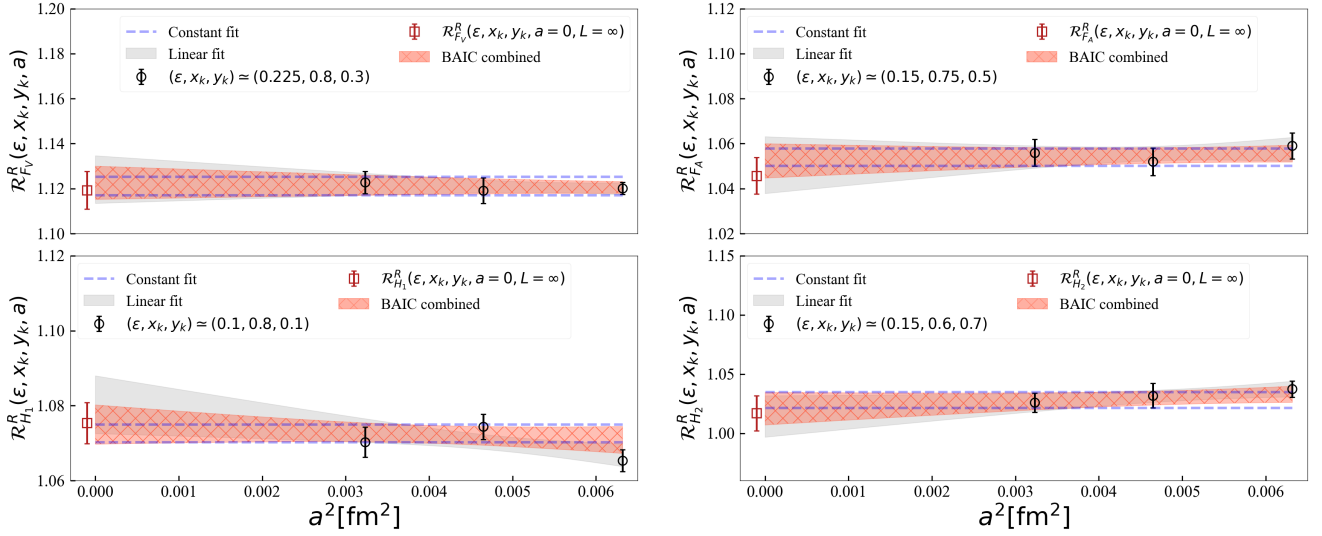 1.20
1.18
1.16
1.14
1.12
1.10
R^R_{F_V}(ε, x_k, y_k, a)
Constant fit
Linear fit
(ε, x_k, y_k) ≃ (0.225, 0.8, 0.3)
R^R_{F_V}(ε, x_k, y_k, a = 0, L = ∞)
BAIC combined
1.12
1.10
1.08
1.06
1.04
1.02
R^R_{F_A}(ε, x_k, y_k, a)
Constant fit
Linear fit
(ε, x_k, y_k) ≃ (0.15, 0.75, 0.5)
R^R_{F_A}(ε, x_k, y_k, a = 0, L = ∞)
BAIC combined
1.12
1.10
1.08
1.06
R^R_{H_1}(ε, x_k, y_k, a)
Constant fit
Linear fit
(ε, x_k, y_k) ≃ (0.1, 0.8, 0.1)
R^R_{H_1}(ε, x_k, y_k, a = 0, L = ∞)
BAIC combined
0.000 0.001 0.002 0.003 0.004 0.005 0.006
a²[fm²]
1.15
1.10
1.05
1.00
R^R_{H_2}(ε, x_k, y_k, a)
Constant fit
Linear fit
(ε, x_k, y_k) ≃ (0.15, 0.6, 0.7)
R^R_{H_2}(ε, x_k, y_k, a = 0, L = ∞)
BAIC combined
0.000 0.001 0.002 0.003 0.004 0.005 0.006
a²[fm²]